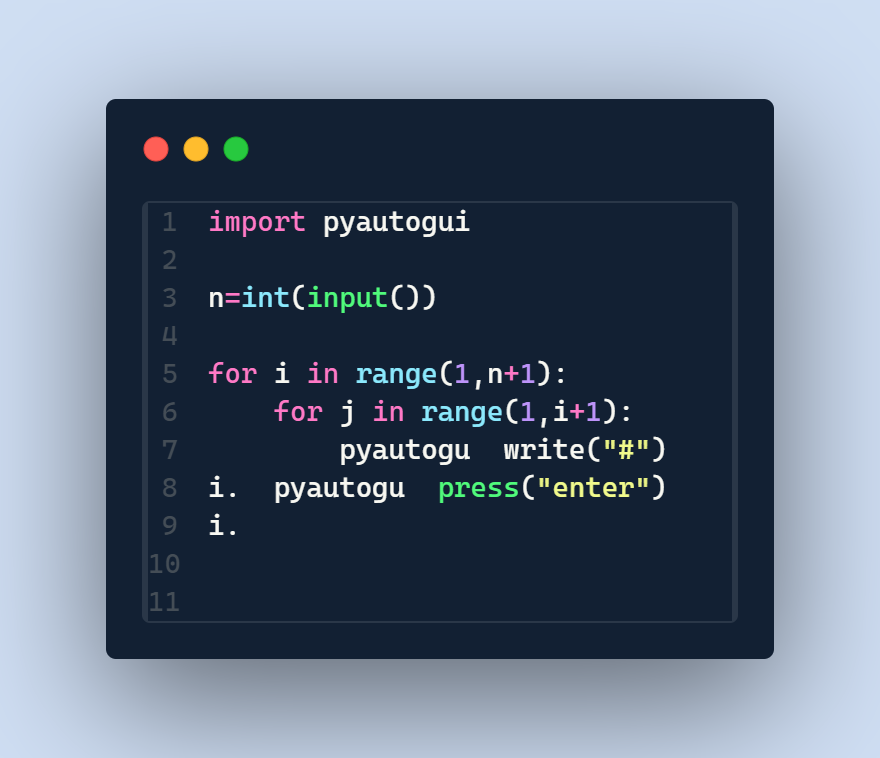 1 import pyautogui
2
3 n=int(input())
4
5 for i in range(1,n+1):
6     for j in range(1,i+1):
7         pyautogu  write("#")
8 i.  pyautogu  press("enter")
9 i.
10
11